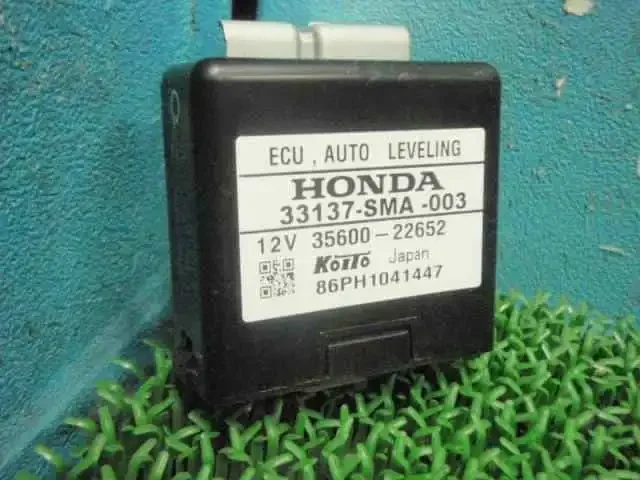 ECU , AUTO LEVELING
HONDA
33137-SMA -003
12V 35600-22652
KOITO Japan
86PH1041447